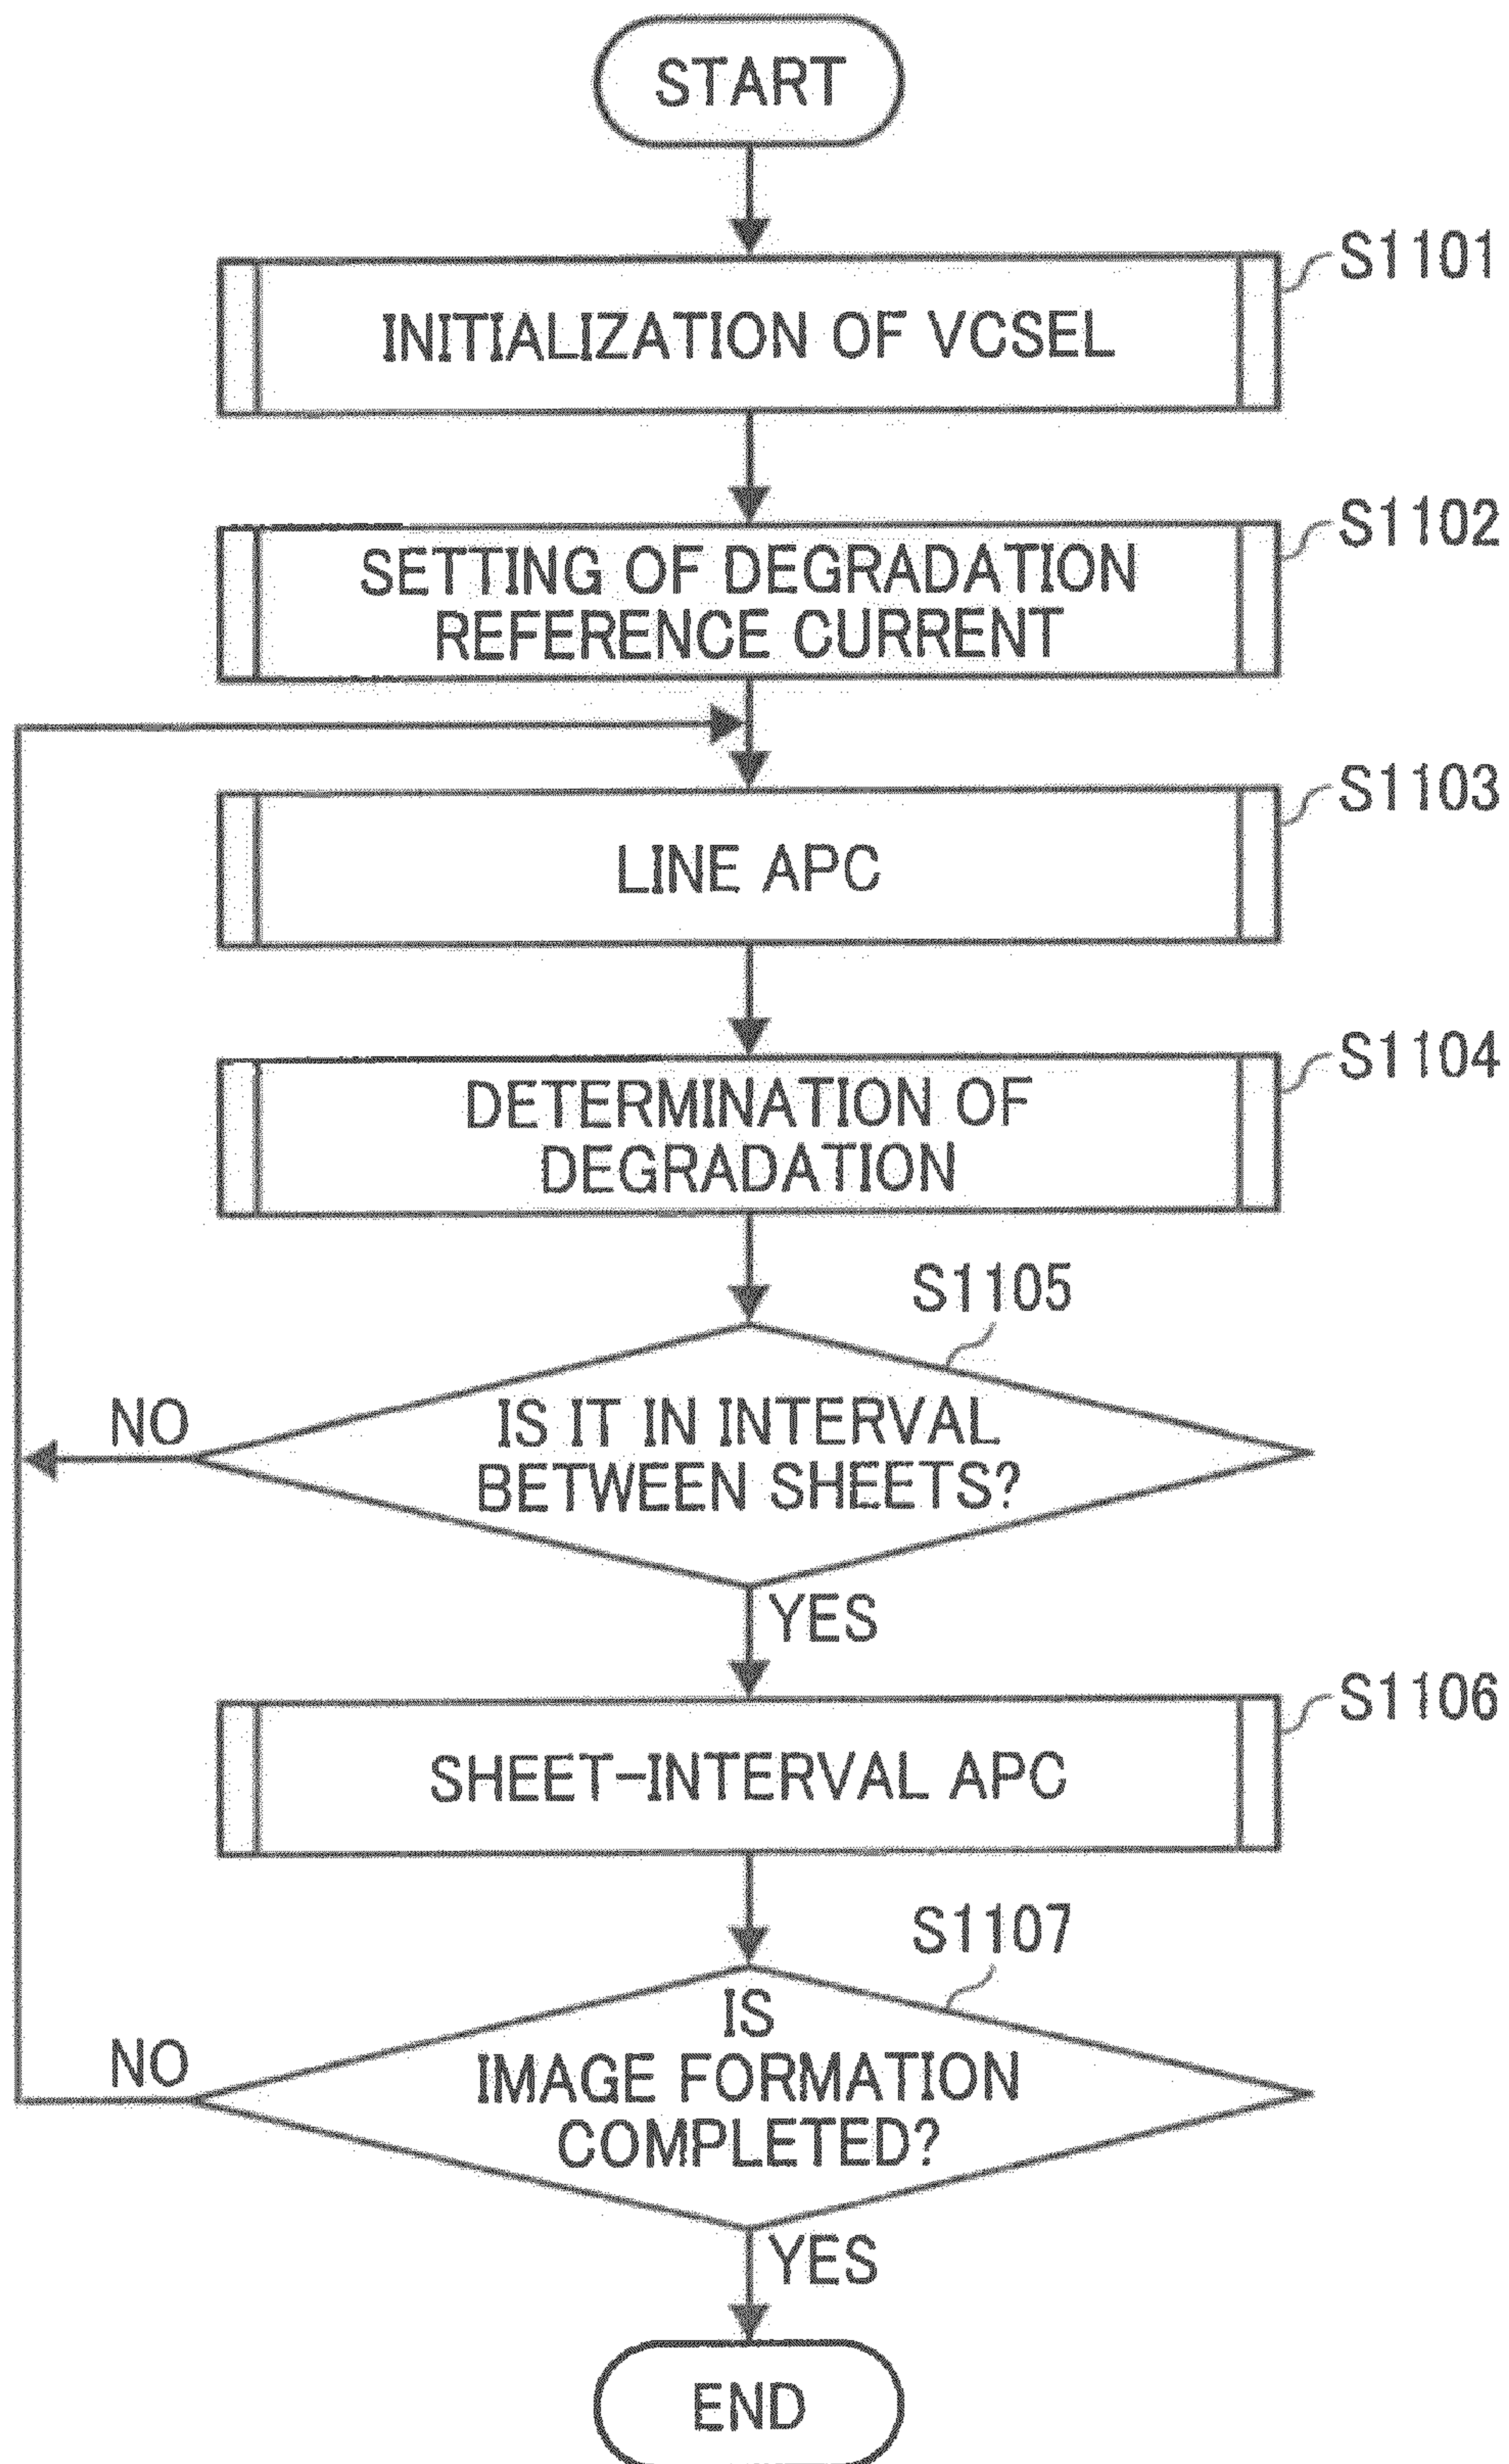 START
S1101
INITIALIZATION OF VCSEL
S1102
SETTING OF DEGRADATION
REFERENCE CURRENT
S1103
LINE APC
S1104
DETERMINATION OF
DEGRADATION
S1105
NO
IS IT IN INTERVAL
BETWEEN SHEETS?
YES
S1106
SHEET-INTERVAL APC
S1107
NO
IS
IMAGE FORMATION
COMPLETED?
YES
END